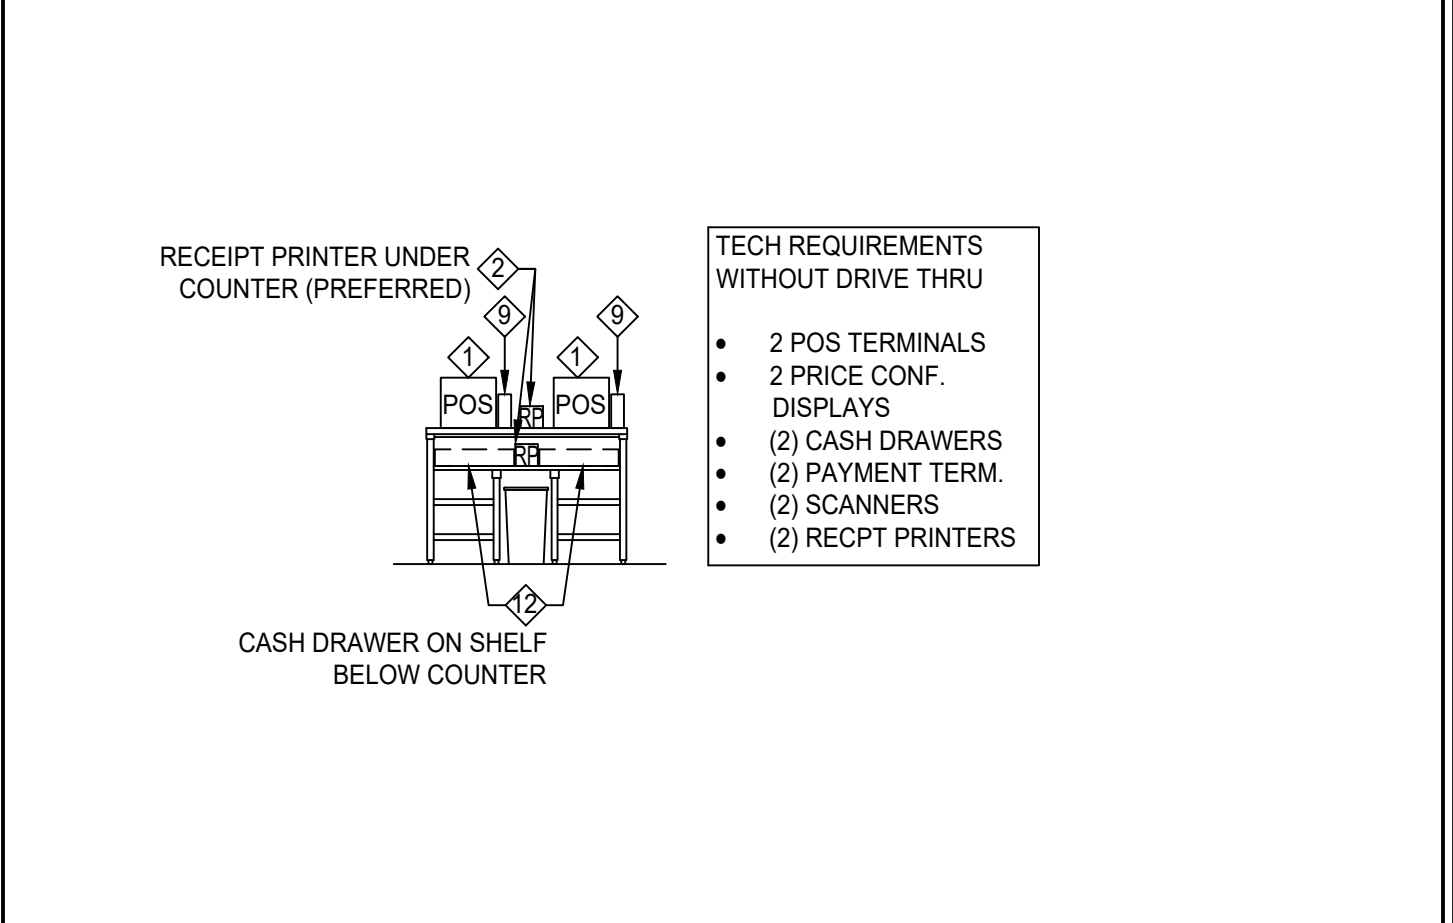 RECEIPT PRINTER UNDER
COUNTER (PREFERRED)
2
9
9
1
1
POS
RP
POS
RP
12
CASH DRAWER ON SHELF
BELOW COUNTER
TECH REQUIREMENTS
WITHOUT DRIVE THRU
• 2 POS TERMINALS
• 2 PRICE CONF.
DISPLAYS
• (2) CASH DRAWERS
• (2) PAYMENT TERM.
• (2) SCANNERS
• (2) RECPT PRINTERS